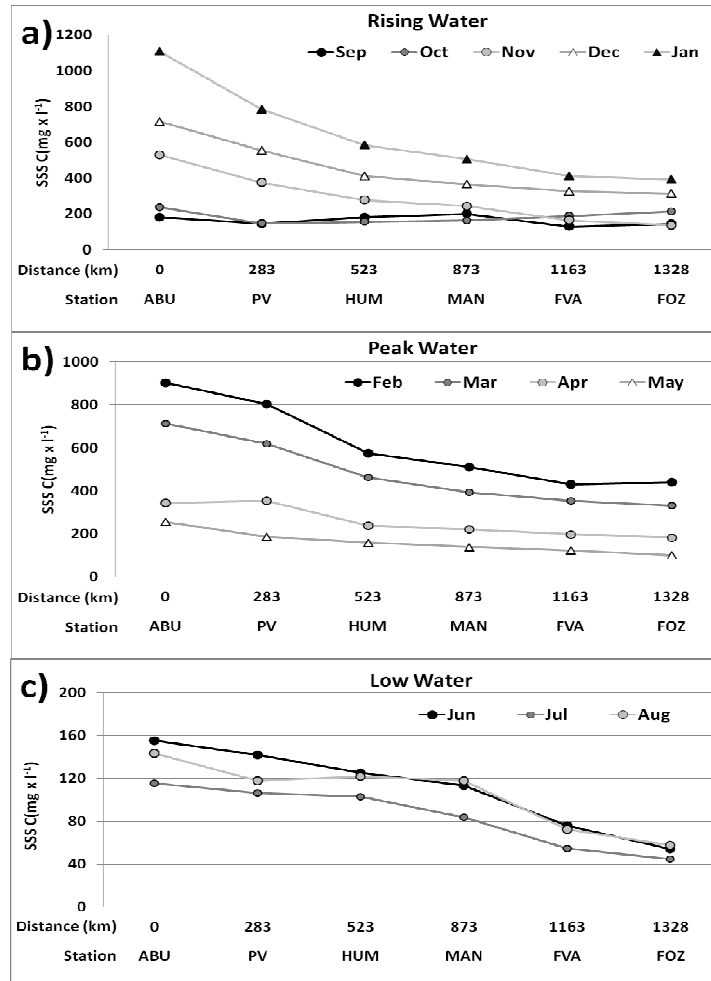 a)
Rising Water
Sep Oct Nov Dec Jan
SSS C(mg x l-1)
1200
1000
800
600
400
200
0
Distance (km) 0 283 523 873 1163 1328
Station ABU PV HUM MAN FVA FOZ
b)
Peak Water
Feb Mar Apr May
SSS C(mg x l-1)
1000
800
600
400
200
0
Distance (km) 0 283 523 873 1163 1328
Station ABU PV HUM MAN FVA FOZ
c)
Low Water
Jun Jul Aug
SSS C(mg x l-1)
200
160
120
80
40
0
Distance (km) 0 283 523 873 1163 1328
Station ABU PV HUM MAN FVA FOZ